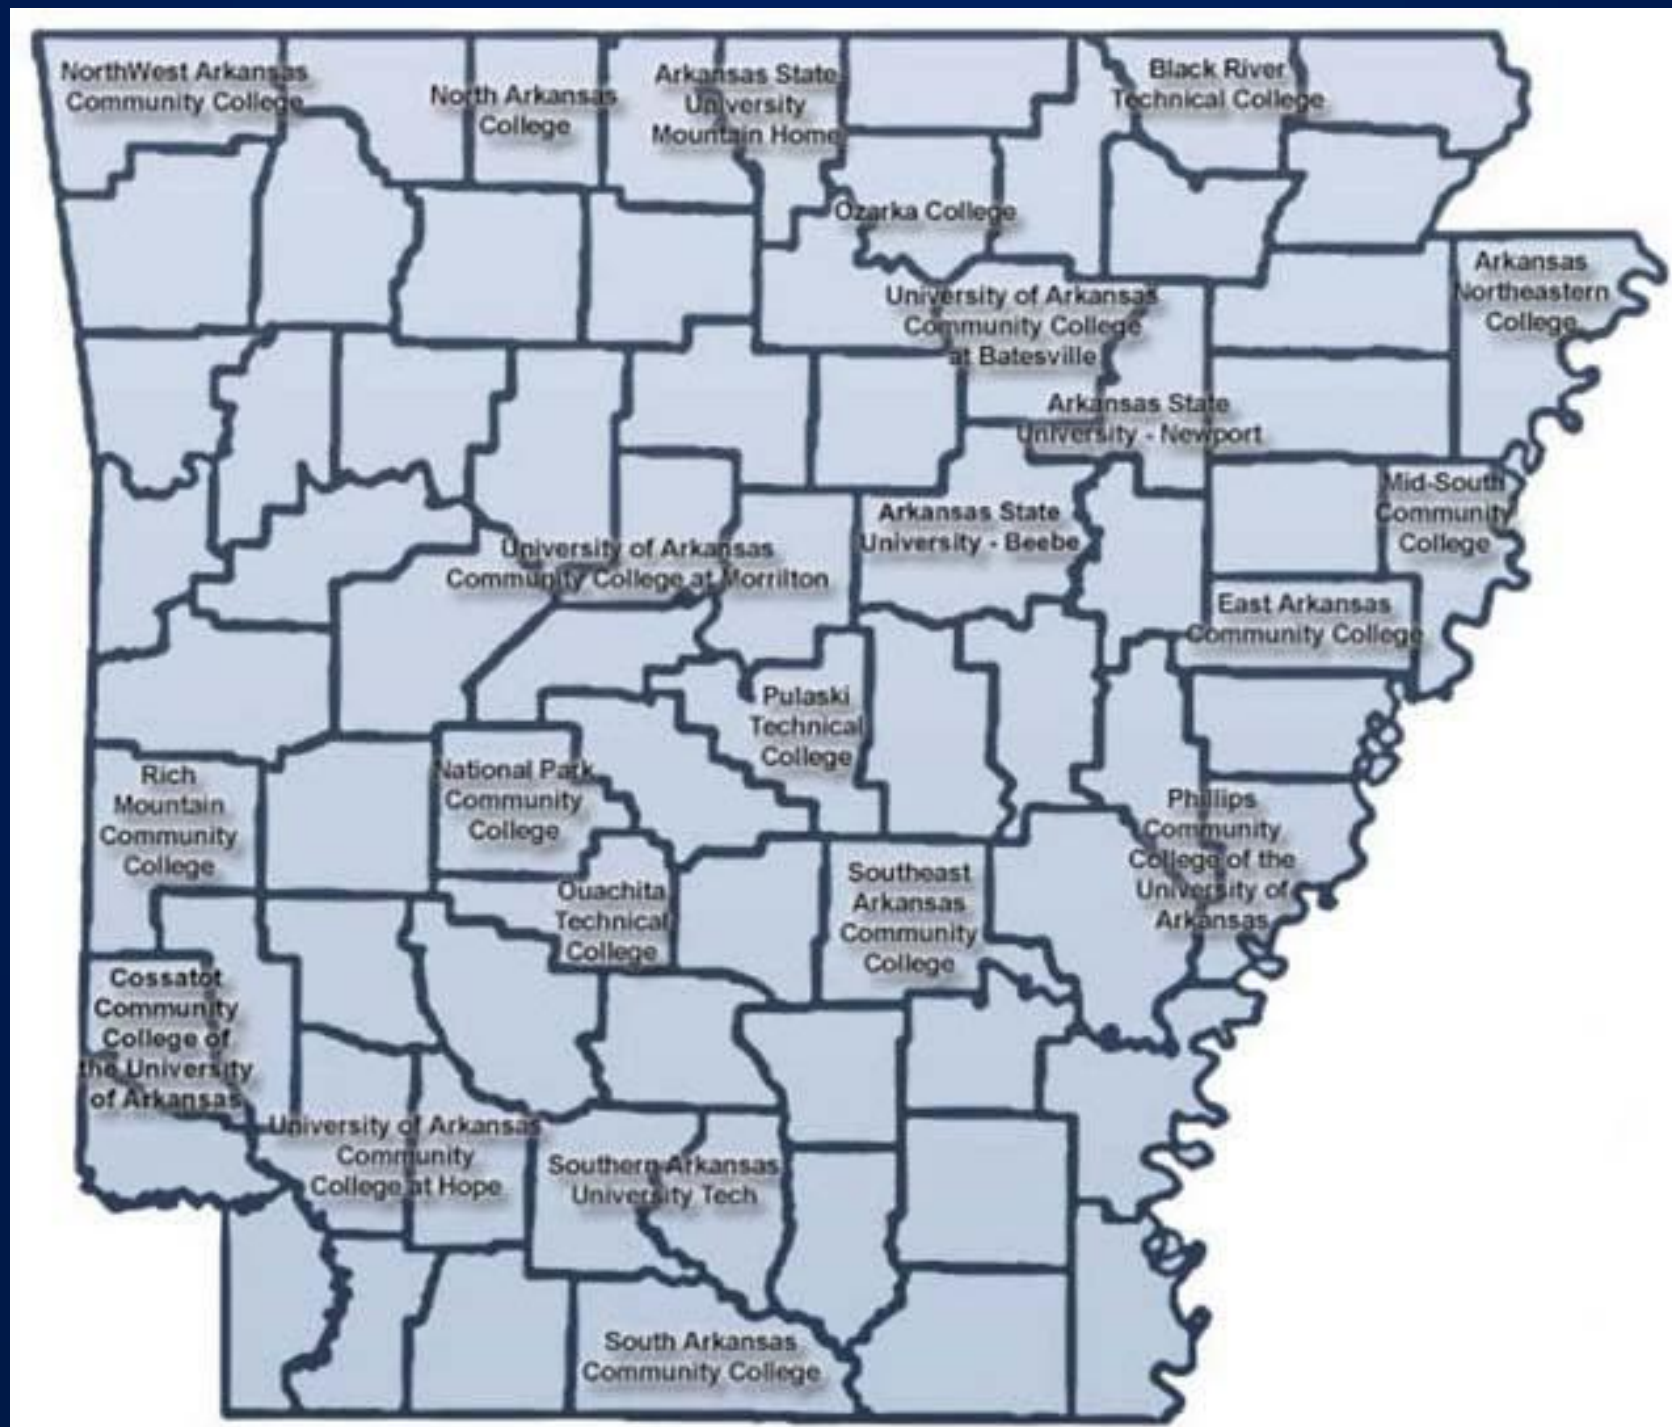 NorthWest Arkansas
Community College
North Arkansas
College
Arkansas State
University
Mountain Home
Black River
Technical College
Ozarka College
Arkansas
Northeastern
College
University of Arkansas
Community College
at Batesville
Arkansas State
University - Newport
Mid-South
Community
College
Arkansas State
University - Beebe
University of Arkansas
Community College at Morrilton
East Arkansas
Community College
Pulaski
Technical
College
Rich
Mountain
Community
College
National Park
Community
College
Phillips
Community
College of the
University of
Arkansas
Ouachita
Technical
College
Southeast
Arkansas
Community
College
Cossatot
Community
College of
the University
of Arkansas
University of Arkansas
Community
College at Hope
Southern Arkansas
University Tech
South Arkansas
Community College